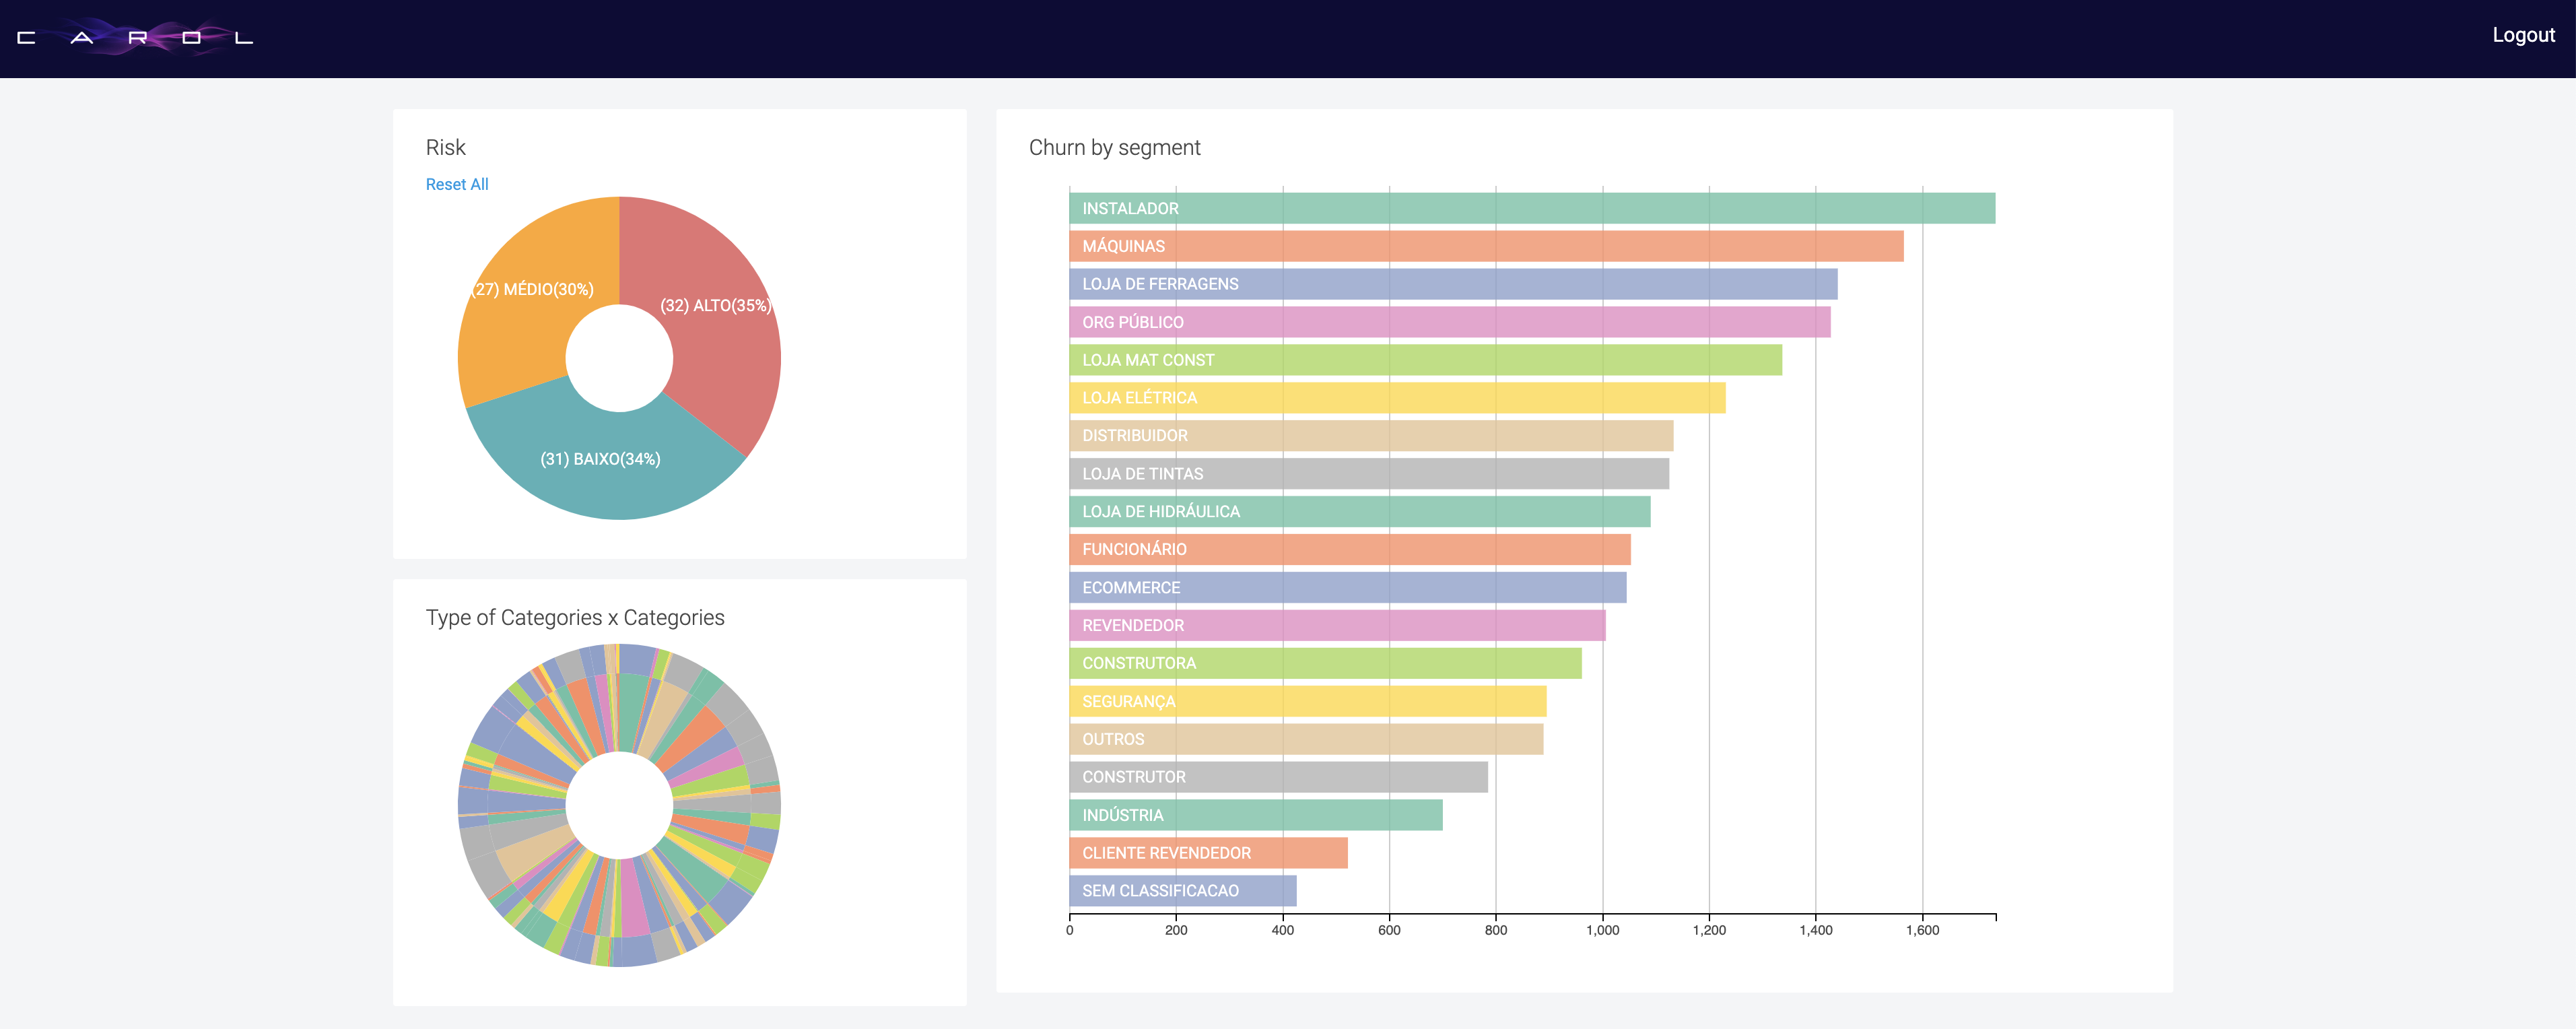 CAROL
Logout
Risk
Reset All
(27) MÉDIO(30%)
(32) ALTO(35%)
(31) BAIXO(34%)
Type of Categories x Categories
Churn by segment
INSTALADOR
MÁQUINAS
LOJA DE FERRAGENS
ORG PÚBLICO
LOJA MAT CONST
LOJA ELÉTRICA
DISTRIBUIDOR
LOJA DE TINTAS
LOJA DE HIDRÁULICA
FUNCIONÁRIO
ECOMMERCE
REVENDEDOR
CONSTRUTORA
SEGURANÇA
OUTROS
CONSTRUTOR
INDÚSTRIA
CLIENTE REVENDEDOR
SEM CLASSIFICACAO
0 200 400 600 800 1,000 1,200 1,400 1,600